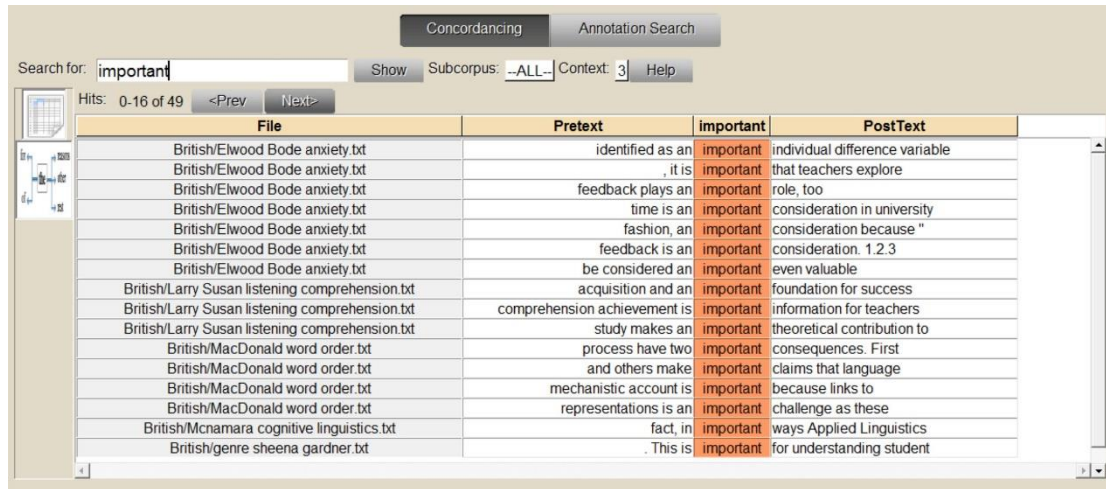 Concordancing Annotation Search
Search for: important Show Subcorpus: --ALL-- Context: 3 Help
Hits: 0-16 of 49 <Prev Next>
File Pretext important PostText
British/Elwood Bode anxiety.txt identified as an important individual difference variable
British/Elwood Bode anxiety.txt , it is important that teachers explore
British/Elwood Bode anxiety.txt feedback plays an important role, too
British/Elwood Bode anxiety.txt time is an important consideration in university
British/Elwood Bode anxiety.txt fashion, an important consideration because "
British/Elwood Bode anxiety.txt feedback is an important consideration. 1.2.3
British/Elwood Bode anxiety.txt be considered an important even valuable
British/Larry Susan listening comprehension.txt acquisition and an important foundation for success
British/Larry Susan listening comprehension.txt comprehension achievement is important information for teachers
British/Larry Susan listening comprehension.txt study makes an important theoretical contribution to
British/MacDonald word order.txt process have two important consequences. First
British/MacDonald word order.txt and others make important claims that language
British/MacDonald word order.txt mechanistic account is important because links to
British/MacDonald word order.txt representations is an important challenge as these
British/Mcnamara cognitive linguistics.txt fact, in important ways Applied Linguistics
British/genre sheena gardner.txt . This is important for understanding student